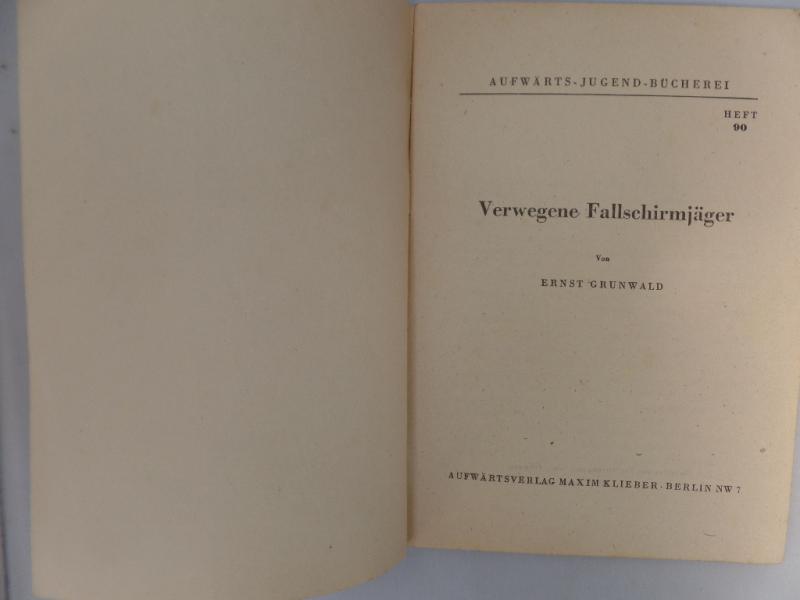 AUFWÄRTS-JUGEND-BÜCHEREI
HEFT
90
Verwegene Fallschirmjäger
Von
ERNST GRUNWALD
AUFWÄRTSVERLAG MAXIM KLIEBER · BERLIN NW 7